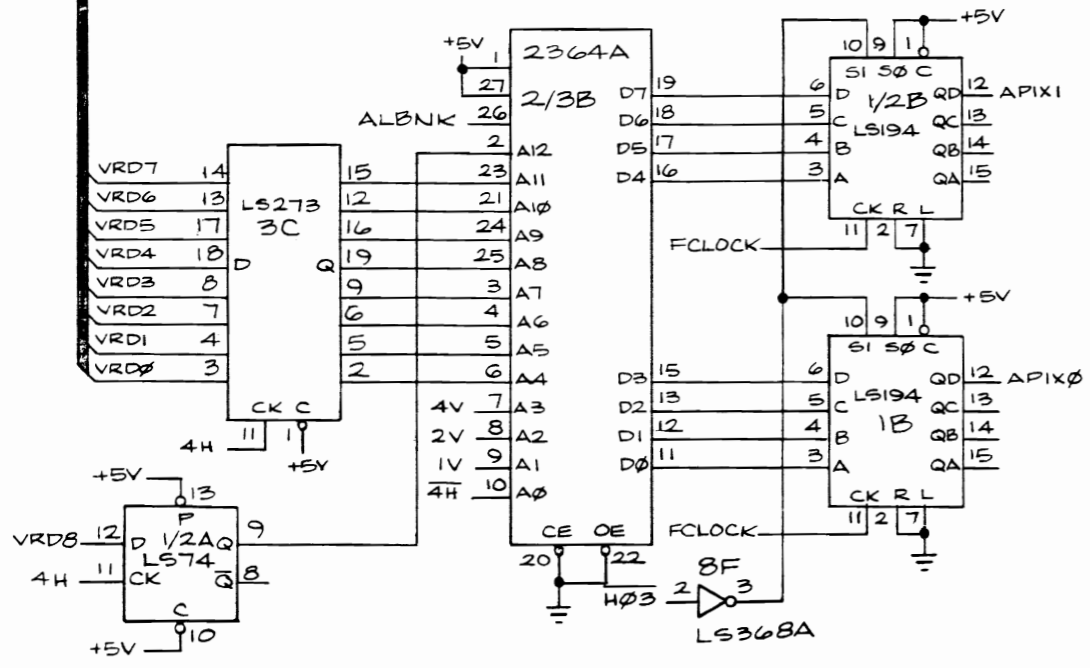 +5V
1
27
ALBNK 26
2364A
2/3B
2 A12
23 A11
21 A1Ø
24 A9
25 A8
3 A7
4 A6
5 A5
6 A4
4V 7 A3
2V 8 A2
1V 9 A1
4H 10 AØ
D7 19
D6 18
D5 17
D4 16
D3 15
D2 13
D1 12
DØ 11
CE OE
20 22
VRD7 14
VRD6 13
VRD5 17
VRD4 18
VRD3 8
VRD2 7
VRD1 4
VRDØ 3
LS273
3C
D Q
15
12
16
19
9
6
5
2
CK C
4H 11 1
+5V
+5V 13
P
VRD8 12 D 1/2A Q 9
LS74
4H 11 CK Q 8
C
+5V 10
HØ3 2 8F 3
LS368A
+5V
10 9 1
S1 SØ C
6 D 1/2B QD 12 APIX1
5 C LS194 QC 13
4 B QB 14
3 A QA 15
CK R L
FCLOCK 11 2 7
+5V
10 9 1
S1 SØ C
6 D QD 12 APIXØ
5 C LS194 QC 13
4 B 1B QB 14
3 A QA 15
CK R L
FCLOCK 11 2 7